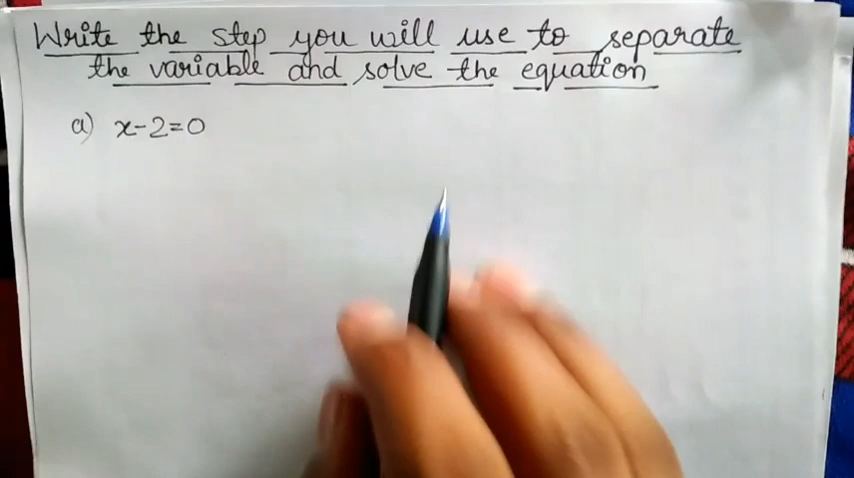 Write the step you will use to separate
the variable and solve the equation
a) x-2=0